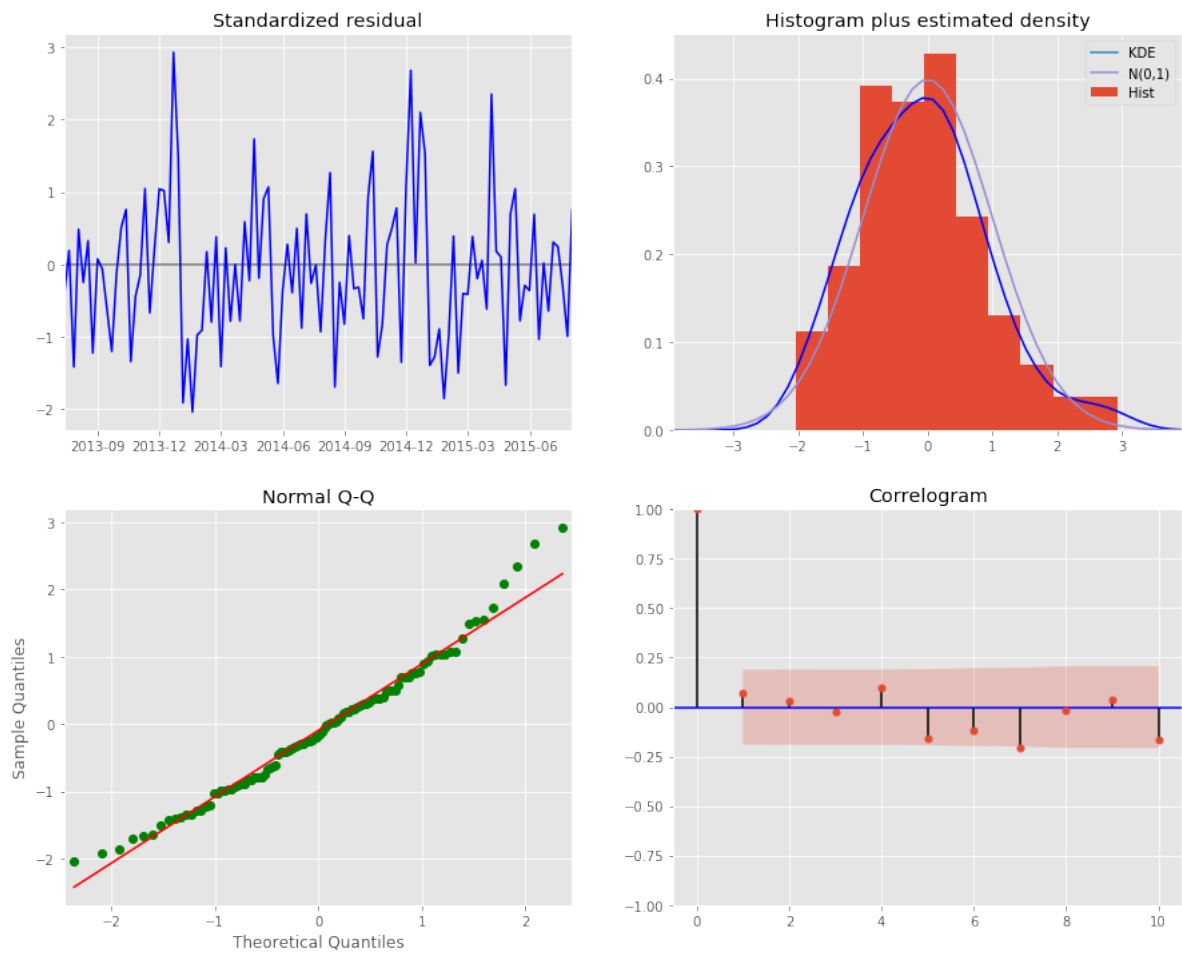 Standardized residual
3
2
1
0
−1
−2
2013-09 2013-12 2014-03 2014-06 2014-09 2014-12 2015-03 2015-06
Histogram plus estimated density
KDE
N(0,1)
Hist
0.4
0.3
0.2
0.1
0.0
−3 −2 −1 0 1 2 3
Normal Q-Q
3
2
1
0
−1
−2
Sample Quantiles
−2 −1 0 1 2
Theoretical Quantiles
Correlogram
1.00
0.75
0.50
0.25
0.00
−0.25
−0.50
−0.75
−1.00
0 2 4 6 8 10